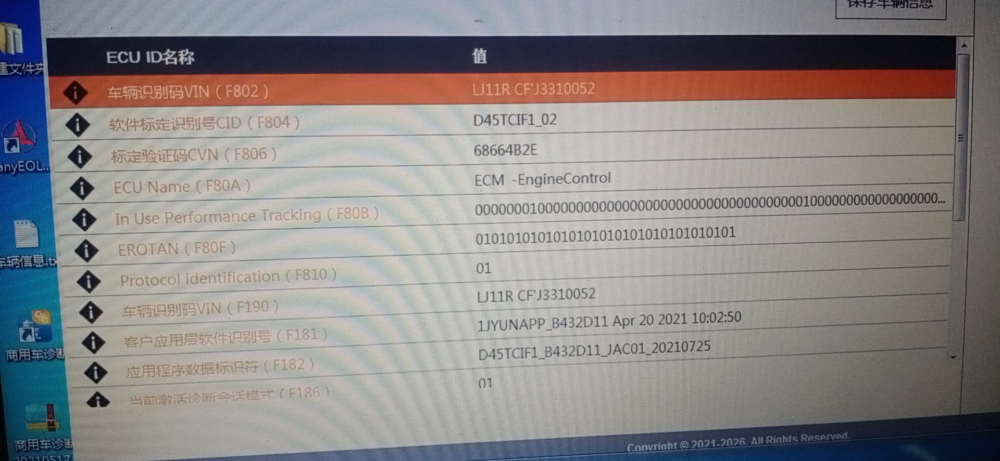 保存车辆信息
ECU ID名称 值
车辆识别码VIN ( F802 ) LJ11R CF'J3310052
软件标定识别号CID ( F804 ) D45TCIF1_02
标定验证码CVN ( F806 ) 68664B2E
ECU Name ( F80A ) ECM -EngineControl
In Use Performance Tracking ( F80B )
EROTAN ( F80F ) 0101010101010101010101010101010101
Protocol identification ( F810 ) 01
车辆识别码VIN ( F190 ) LJ11R CF'J3310052
客户应用层软件识别号 ( F181 ) 1JYUNAPP_B432D11 Apr 20 2021 10:02:50
应用程序数据标识符 ( F182 ) D45TCIF1_B432D11_JAC01_20210725
当前激活诊断会话模式 ( F186 ) 01
Copyright © 2021-2026. All Rights Reserved.
重文件夹
anyEOL...
车辆信息.tx
商用车诊断
商用车诊断
20210517